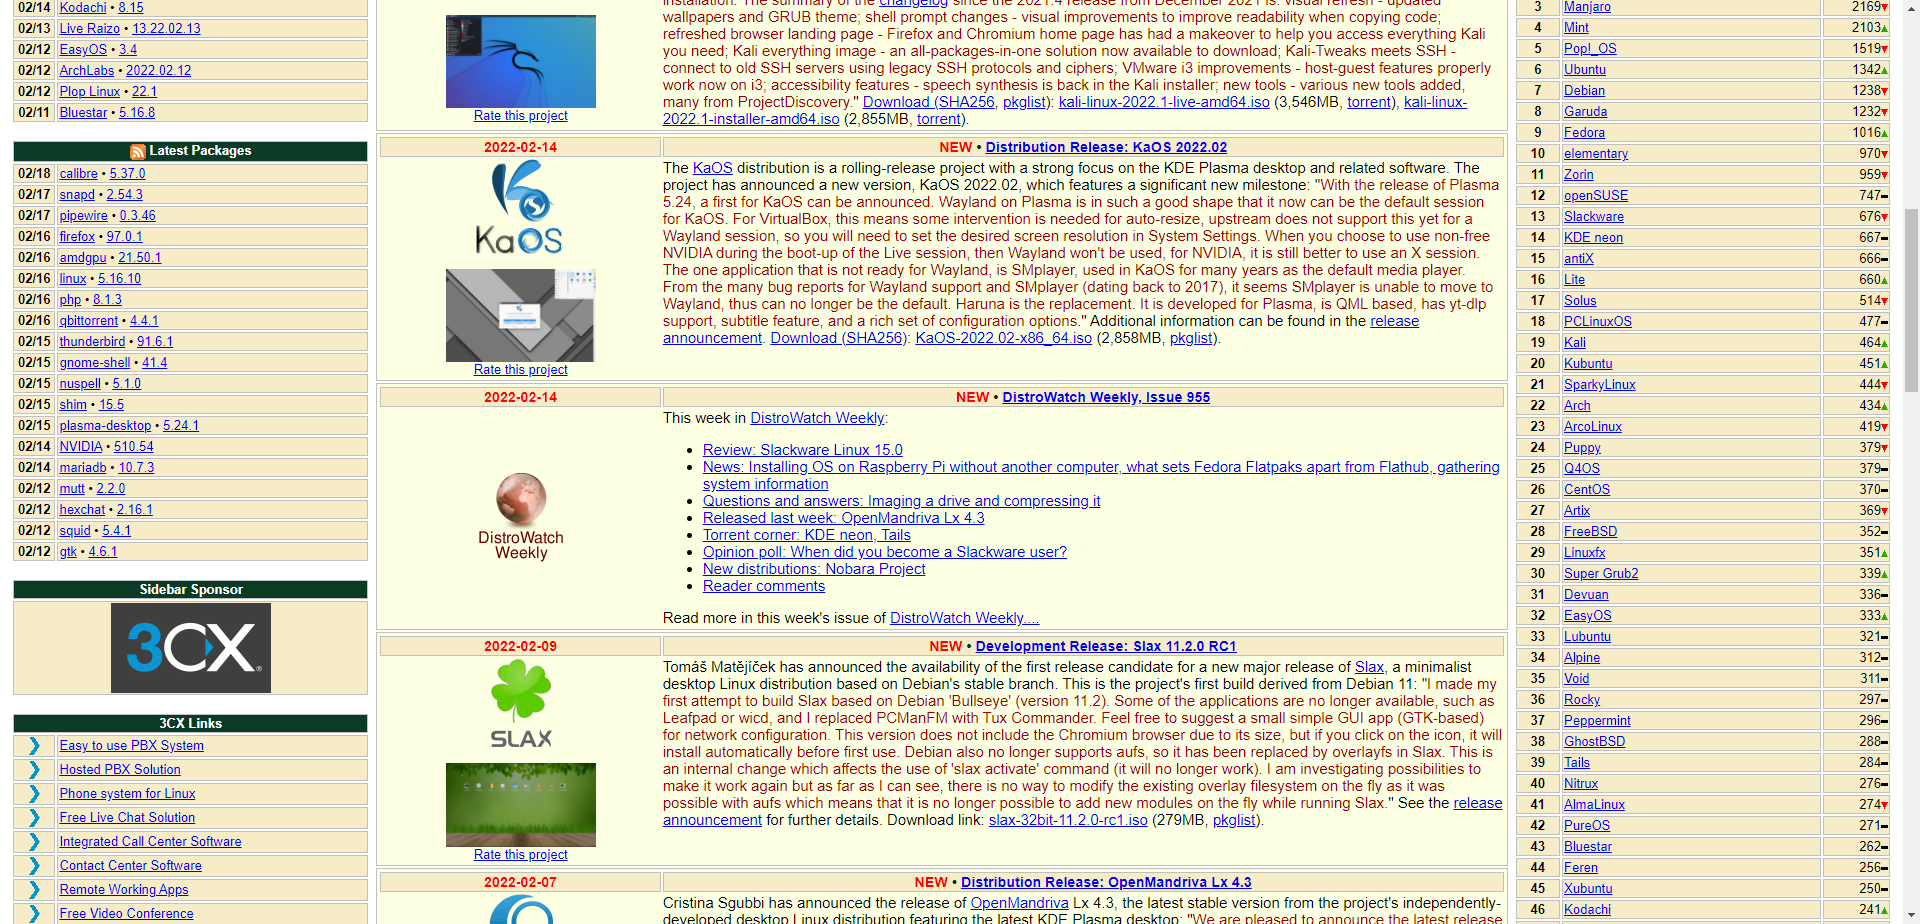 02/14 Kodachi • 8.15
02/13 Live Raizo • 13.22.02.13
02/12 EasyOS • 3.4
02/12 ArchLabs • 2022.02.12
02/12 Plop Linux • 22.1
02/11 Bluestar • 5.16.8
Latest Packages
02/18 calibre • 5.37.0
02/17 snapd • 2.54.3
02/17 pipewire • 0.3.46
02/16 firefox • 97.0.1
02/16 amdgpu • 21.50.1
02/16 linux • 5.16.10
02/16 php • 8.1.3
02/16 qbittorrent • 4.4.1
02/15 thunderbird • 91.6.1
02/15 gnome-shell • 41.4
02/15 nuspell • 5.1.0
02/15 shim • 15.5
02/15 plasma-desktop • 5.24.1
02/14 NVIDIA • 510.54
02/14 mariadb • 10.7.3
02/12 mutt • 2.2.0
02/12 hexchat • 2.16.1
02/12 squid • 5.4.1
02/12 gtk • 4.6.1
Sidebar Sponsor
3CX
3CX Links
Easy to use PBX System
Hosted PBX Solution
Phone system for Linux
Free Live Chat Solution
Integrated Call Center Software
Contact Center Software
Remote Working Apps
Free Video Conference
installation. The summary of the changelog since the 2021.4 release from December 2021 is: visual refresh - updated
wallpapers and GRUB theme; shell prompt changes - visual improvements to improve readability when copying code;
refreshed browser landing page - Firefox and Chromium home page has had a makeover to help you access everything Kali
you need; Kali everything image - an all-packages-in-one solution now available to download; Kali-Tweaks meets SSH -
connect to old SSH servers using legacy SSH protocols and ciphers; VMware i3 improvements - host-guest features properly
work now on i3; accessibility features - speech synthesis is back in the Kali installer; new tools - various new tools added,
many from ProjectDiscovery." Download (SHA256, pkglist): kali-linux-2022.1-live-amd64.iso (3,546MB, torrent), kali-linux-
2022.1-installer-amd64.iso (2,855MB, torrent).
Rate this project
2022-02-14
NEW • Distribution Release: KaOS 2022.02
KaOS
Rate this project
The KaOS distribution is a rolling-release project with a strong focus on the KDE Plasma desktop and related software. The
project has announced a new version, KaOS 2022.02, which features a significant new milestone: "With the release of Plasma
5.24, a first for KaOS can be announced. Wayland on Plasma is in such a good shape that it now can be the default session
for KaOS. For VirtualBox, this means some intervention is needed for auto-resize, upstream does not support this yet for a
Wayland session, so you will need to set the desired screen resolution in System Settings. When you choose to use non-free
NVIDIA during the boot-up of the Live session, then Wayland won't be used, for NVIDIA, it is still better to use an X session.
The one application that is not ready for Wayland, is SMplayer, used in KaOS for many years as the default media player.
From the many bug reports for Wayland support and SMplayer (dating back to 2017), it seems SMplayer is unable to move to
Wayland, thus can no longer be the default. Haruna is the replacement. It is developed for Plasma, is QML based, has yt-dlp
support, subtitle feature, and a rich set of configuration options." Additional information can be found in the release
announcement. Download (SHA256): KaOS-2022.02-x86_64.iso (2,858MB, pkglist).
2022-02-14
NEW • DistroWatch Weekly, Issue 955
DistroWatch
Weekly
This week in DistroWatch Weekly:
• Review: Slackware Linux 15.0
• News: Installing OS on Raspberry Pi without another computer, what sets Fedora Flatpaks apart from Flathub, gathering
system information
• Questions and answers: Imaging a drive and compressing it
• Released last week: OpenMandriva Lx 4.3
• Torrent corner: KDE neon, Tails
• Opinion poll: When did you become a Slackware user?
• New distributions: Nobara Project
• Reader comments
Read more in this week's issue of DistroWatch Weekly....
2022-02-09
NEW • Development Release: Slax 11.2.0 RC1
SLAX
Rate this project
Tomáš Matějíček has announced the availability of the first release candidate for a new major release of Slax, a minimalist
desktop Linux distribution based on Debian's stable branch. This is the project's first build derived from Debian 11: "I made my
first attempt to build Slax based on Debian 'Bullseye' (version 11.2). Some of the applications are no longer available, such as
Leafpad or wicd, and I replaced PCManFM with Tux Commander. Feel free to suggest a small simple GUI app (GTK-based)
for network configuration. This version does not include the Chromium browser due to its size, but if you click on the icon, it will
install automatically before first use. Debian also no longer supports aufs, so it has been replaced by overlayfs in Slax. This is
an internal change which affects the use of 'slax activate' command (it will no longer work). I am investigating possibilities to
make it work again but as far as I can see, there is no way to modify the existing overlay filesystem on the fly as it was
possible with aufs which means that it is no longer possible to add new modules on the fly while running Slax." See the release
announcement for further details. Download link: slax-32bit-11.2.0-rc1.iso (279MB, pkglist).
2022-02-07
NEW • Distribution Release: OpenMandriva Lx 4.3
Cristina Sgubbi has announced the release of OpenMandriva Lx 4.3, the latest stable version from the project's independently-
developed desktop Linux distribution featuring the latest KDE Plasma desktop: "We are pleased to announce the latest release
3 Manjaro 2169
4 Mint 2103
5 Pop!_OS 1519
6 Ubuntu 1342
7 Debian 1238
8 Garuda 1232
9 Fedora 1016
10 elementary 970
11 Zorin 959
12 openSUSE 747
13 Slackware 676
14 KDE neon 667
15 antiX 666
16 Lite 660
17 Solus 514
18 PCLinuxOS 477
19 Kali 464
20 Kubuntu 451
21 SparkyLinux 444
22 Arch 434
23 ArcoLinux 419
24 Puppy 379
25 Q4OS 379
26 CentOS 370
27 Artix 369
28 FreeBSD 352
29 Linuxfx 351
30 Super Grub2 339
31 Devuan 336
32 EasyOS 333
33 Lubuntu 321
34 Alpine 312
35 Void 311
36 Rocky 297
37 Peppermint 296
38 GhostBSD 288
39 Tails 284
40 Nitrux 276
41 AlmaLinux 274
42 PureOS 271
43 Bluestar 262
44 Feren 256
45 Xubuntu 250
46 Kodachi 241